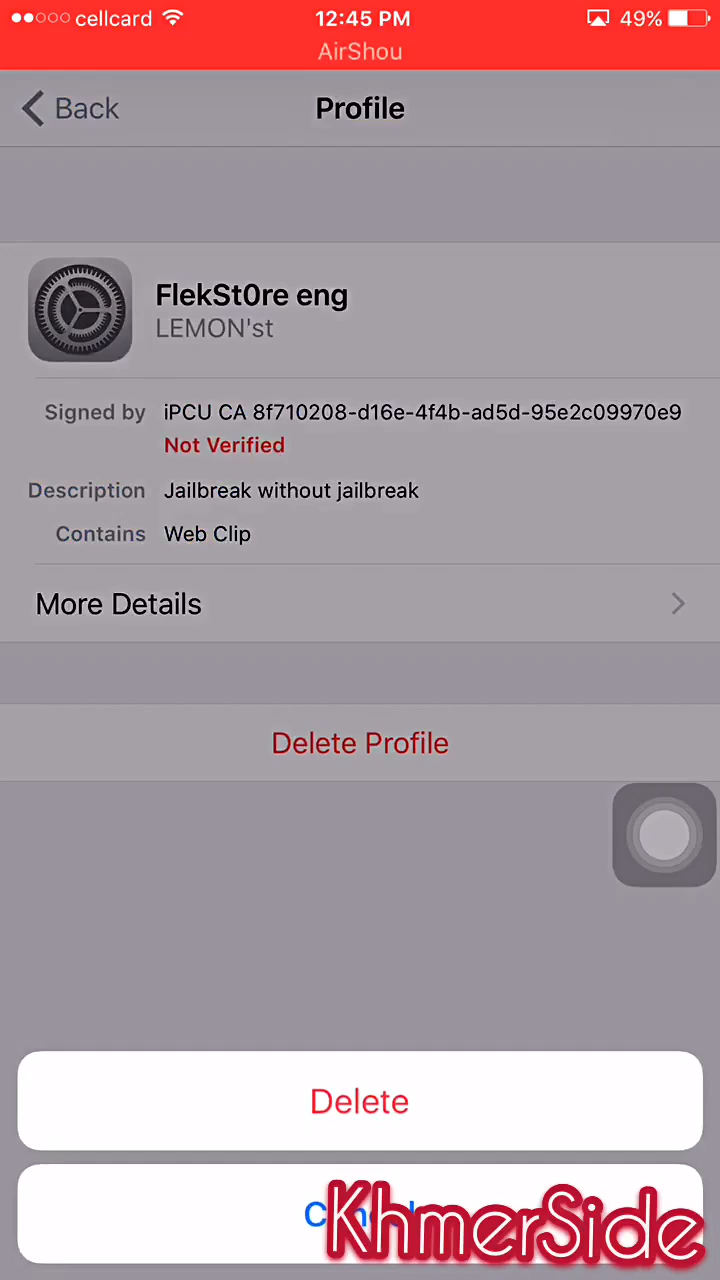 cellcard 12:45 PM 49%
AirShou
Back Profile
FlekSt0re eng
LEMON'st
Signed by iPCU CA 8f710208-d16e-4f4b-ad5d-95e2c09970e9
Not Verified
Description Jailbreak without jailbreak
Contains Web Clip
More Details
Delete Profile
Delete
KhmerSide